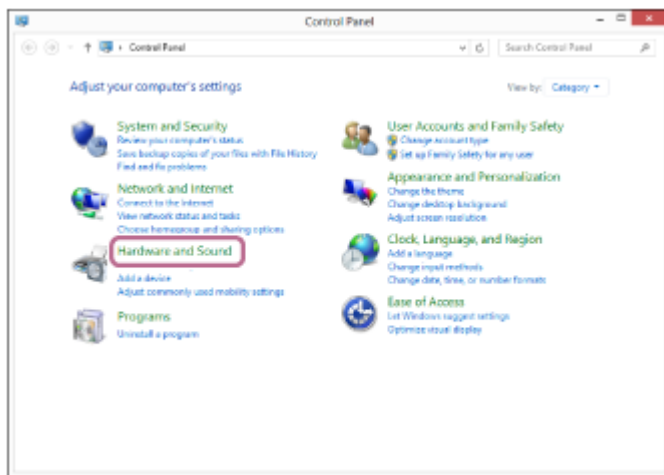 Control Panel
Control Panel
Search Control Panel
Adjust your computer's settings
View by: Category
System and Security
Review your computer's status
Save backup copies of your files with File History
Find and fix problems
Network and Internet
Connect to the Internet
View network status and tasks
Choose homegroup and sharing options
Hardware and Sound
Add a device
Adjust commonly used mobility settings
Programs
Uninstall a program
User Accounts and Family Safety
Change account type
Set up Family Safety for any user
Appearance and Personalization
Change the theme
Change desktop background
Adjust screen resolution
Clock, Language, and Region
Add a language
Change input methods
Change date, time, or number formats
Ease of Access
Let Windows suggest settings
Optimize visual display